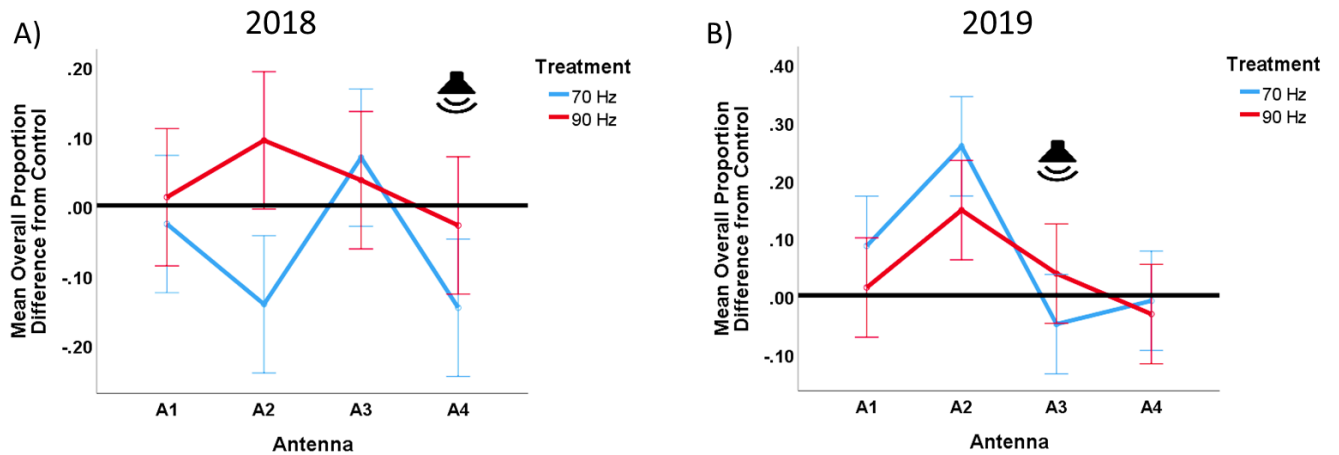 A)
2018
Mean Overall Proportion
Difference from Control
.20
.10
.00
-.10
-.20
A1 A2 A3 A4
Antenna
Treatment
70 Hz
90 Hz
B)
2019
Mean Overall Proportion
Difference from Control
.40
.30
.20
.10
.00
-.10
A1 A2 A3 A4
Antenna
Treatment
70 Hz
90 Hz